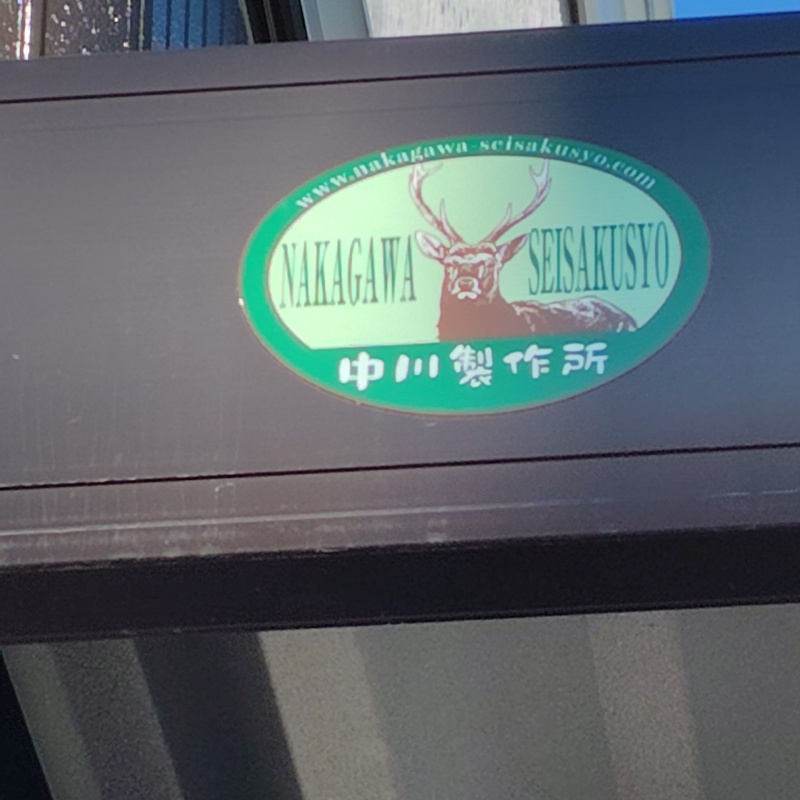 www.nakagawa-seisakusyo.com
NAKAGAWA SEISAKUSYO
中川製作所